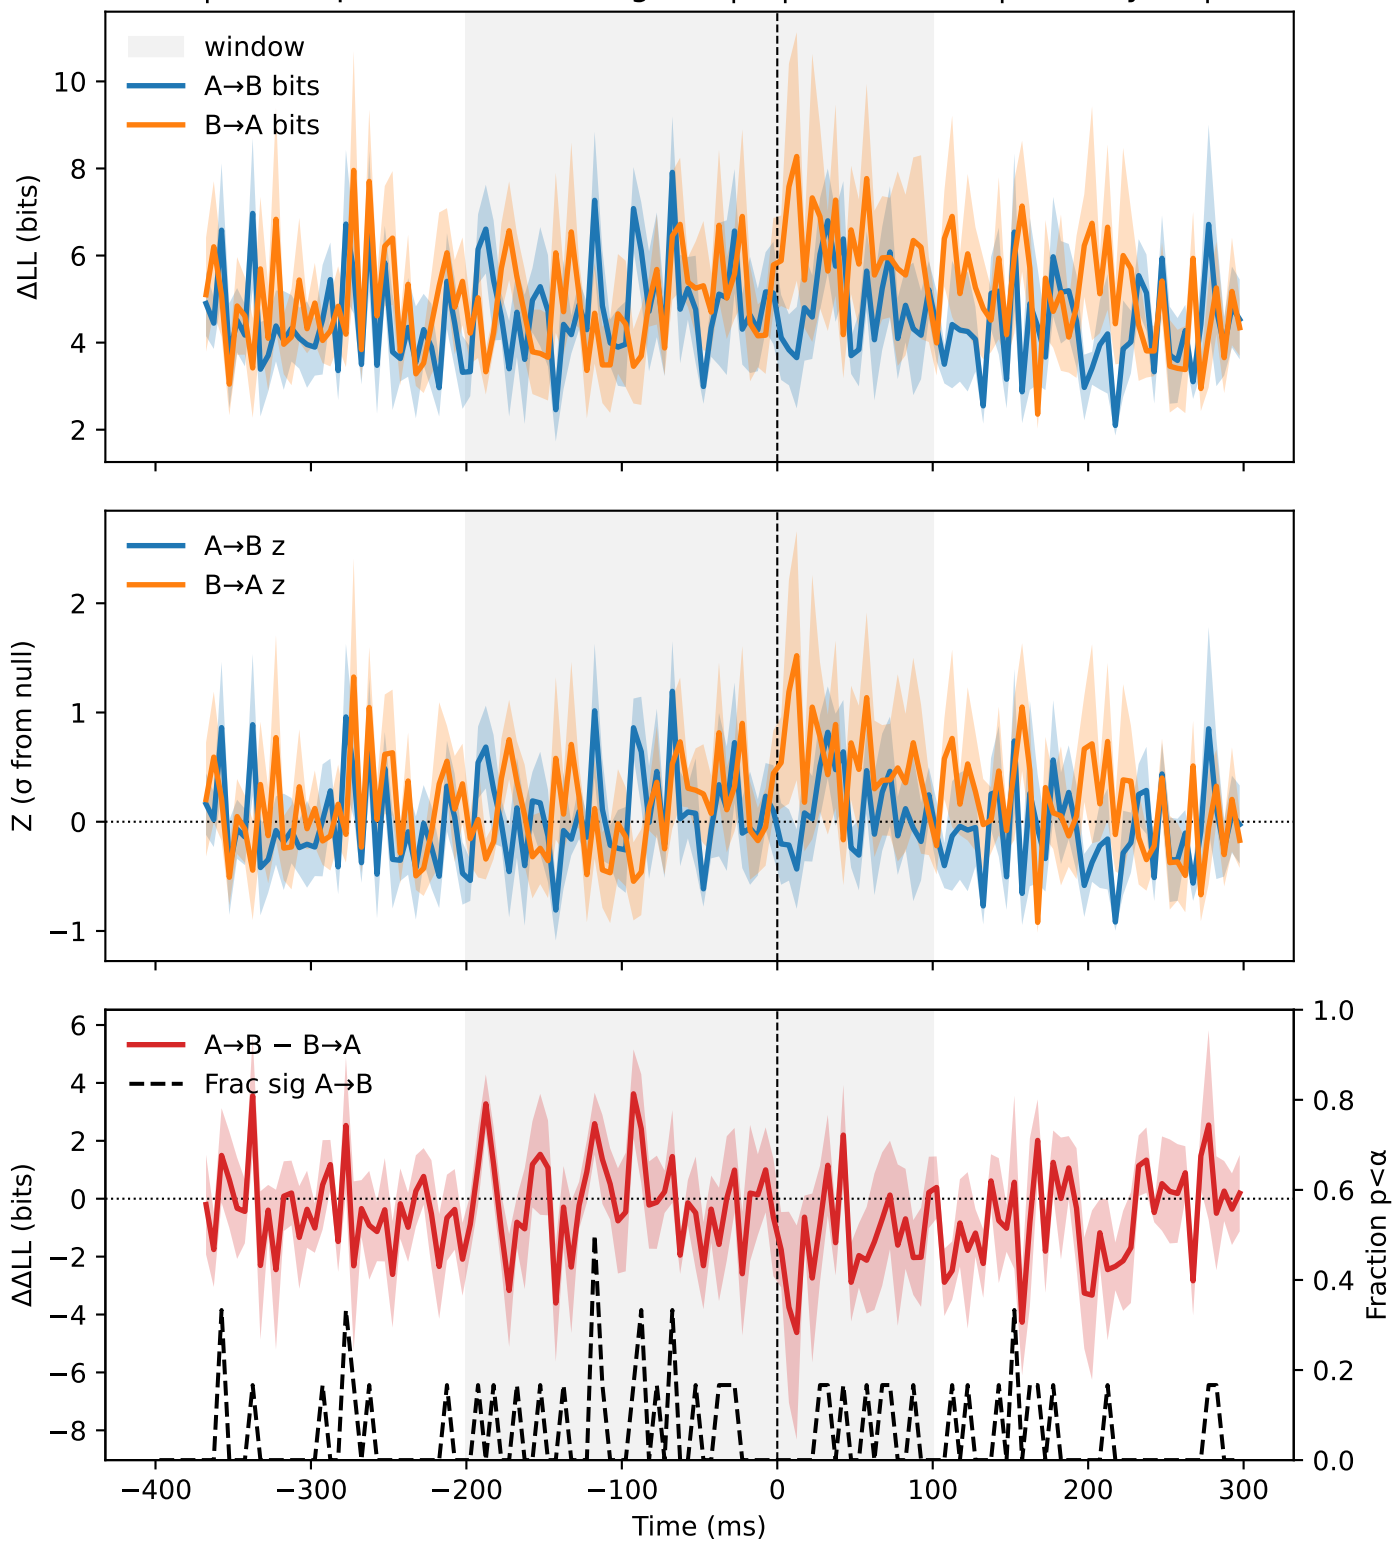 window
A→B bits
B→A bits
10
8
6
4
2
ΔLL (bits)
A→B z
B→A z
2
1
0
−1
Z (σ from null)
A→B − B→A
Frac sig A→B
6
4
2
0
−2
−4
−6
−8
ΔΔLL (bits)
1.0
0.8
0.6
0.4
0.2
0.0
Fraction p<α
−400 −300 −200 −100 0 100 200 300
Time (ms)